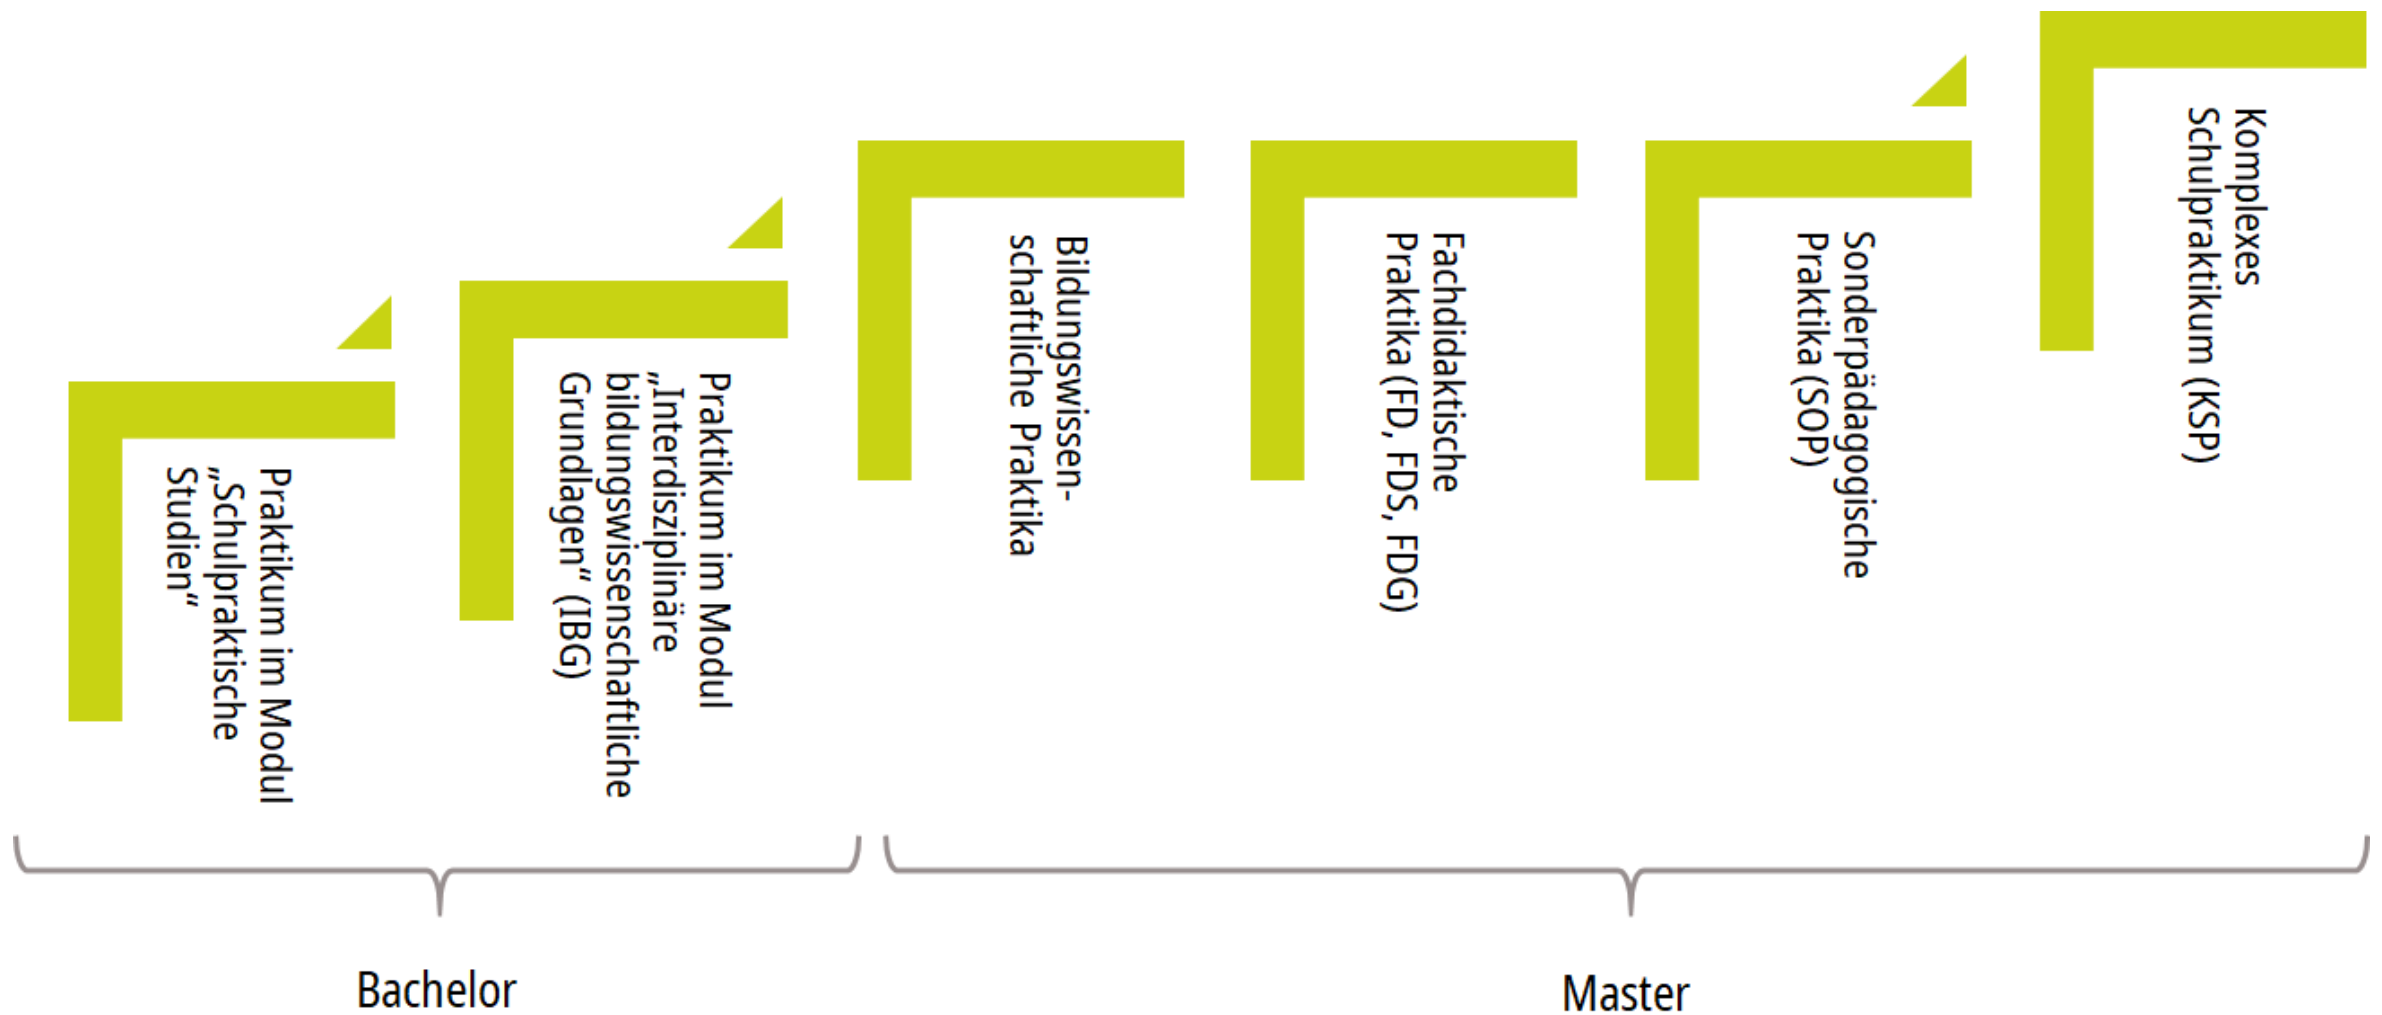 Praktikum im Modul
„Schulpraktische
Studien“
Praktikum im Modul
„Interdisziplinäre
bildungswissenschaftliche
Grundlagen“ (IBG)
Bildungswissen-
schaftliche Praktika
Fachdidaktische
Praktika (FD, FDS, FDG)
Sonderpädagogische
Praktika (SOP)
Komplexes
Schulpraktikum (KSP)
Bachelor
Master